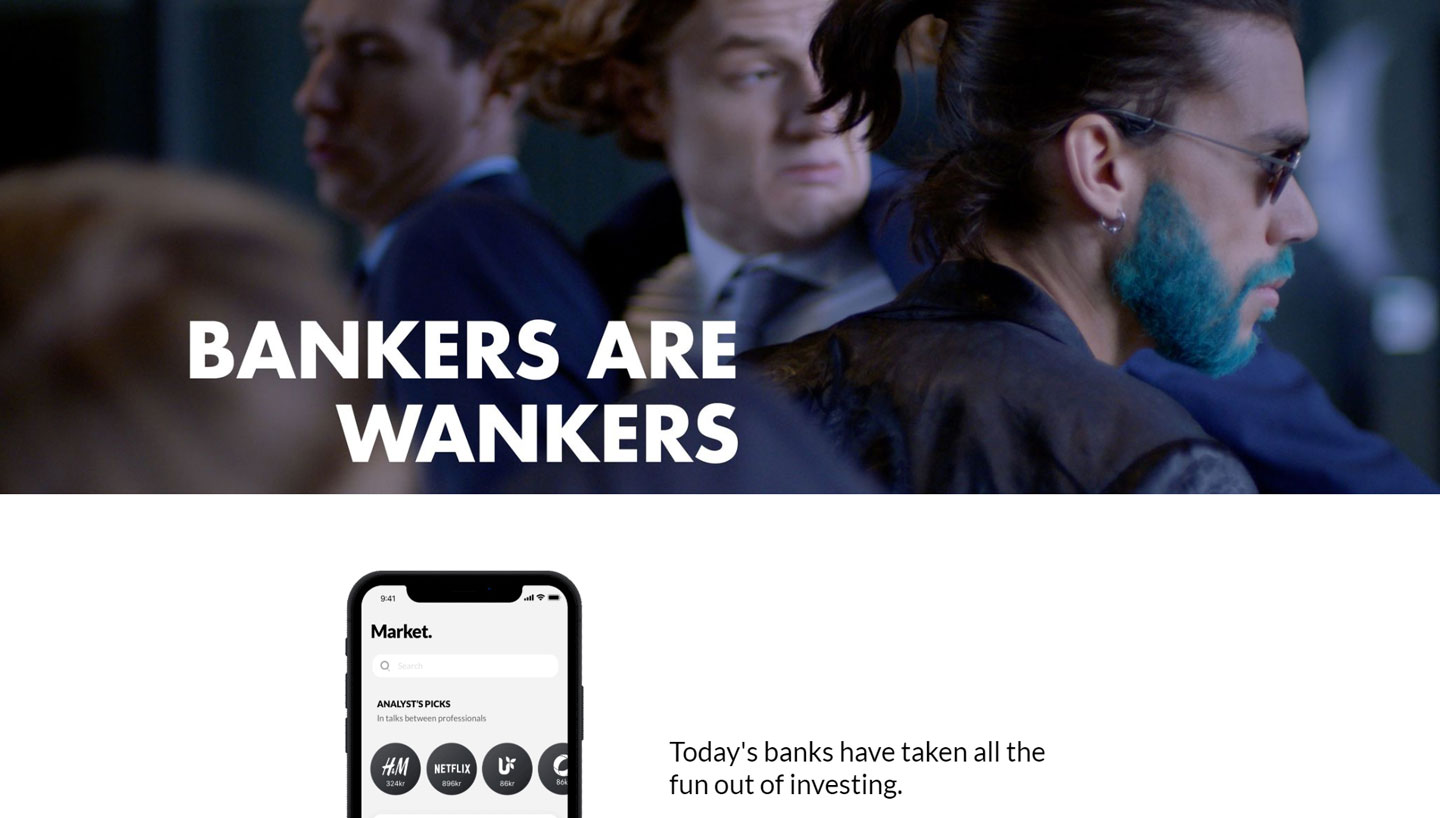 BANKERS ARE
WANKERS
9:41
Market.
Search
ANALYST'S PICKS
In talks between professionals
H&M
324kr
NETFLIX
896kr
86kr
86k
Today's banks have taken all the
fun out of investing.